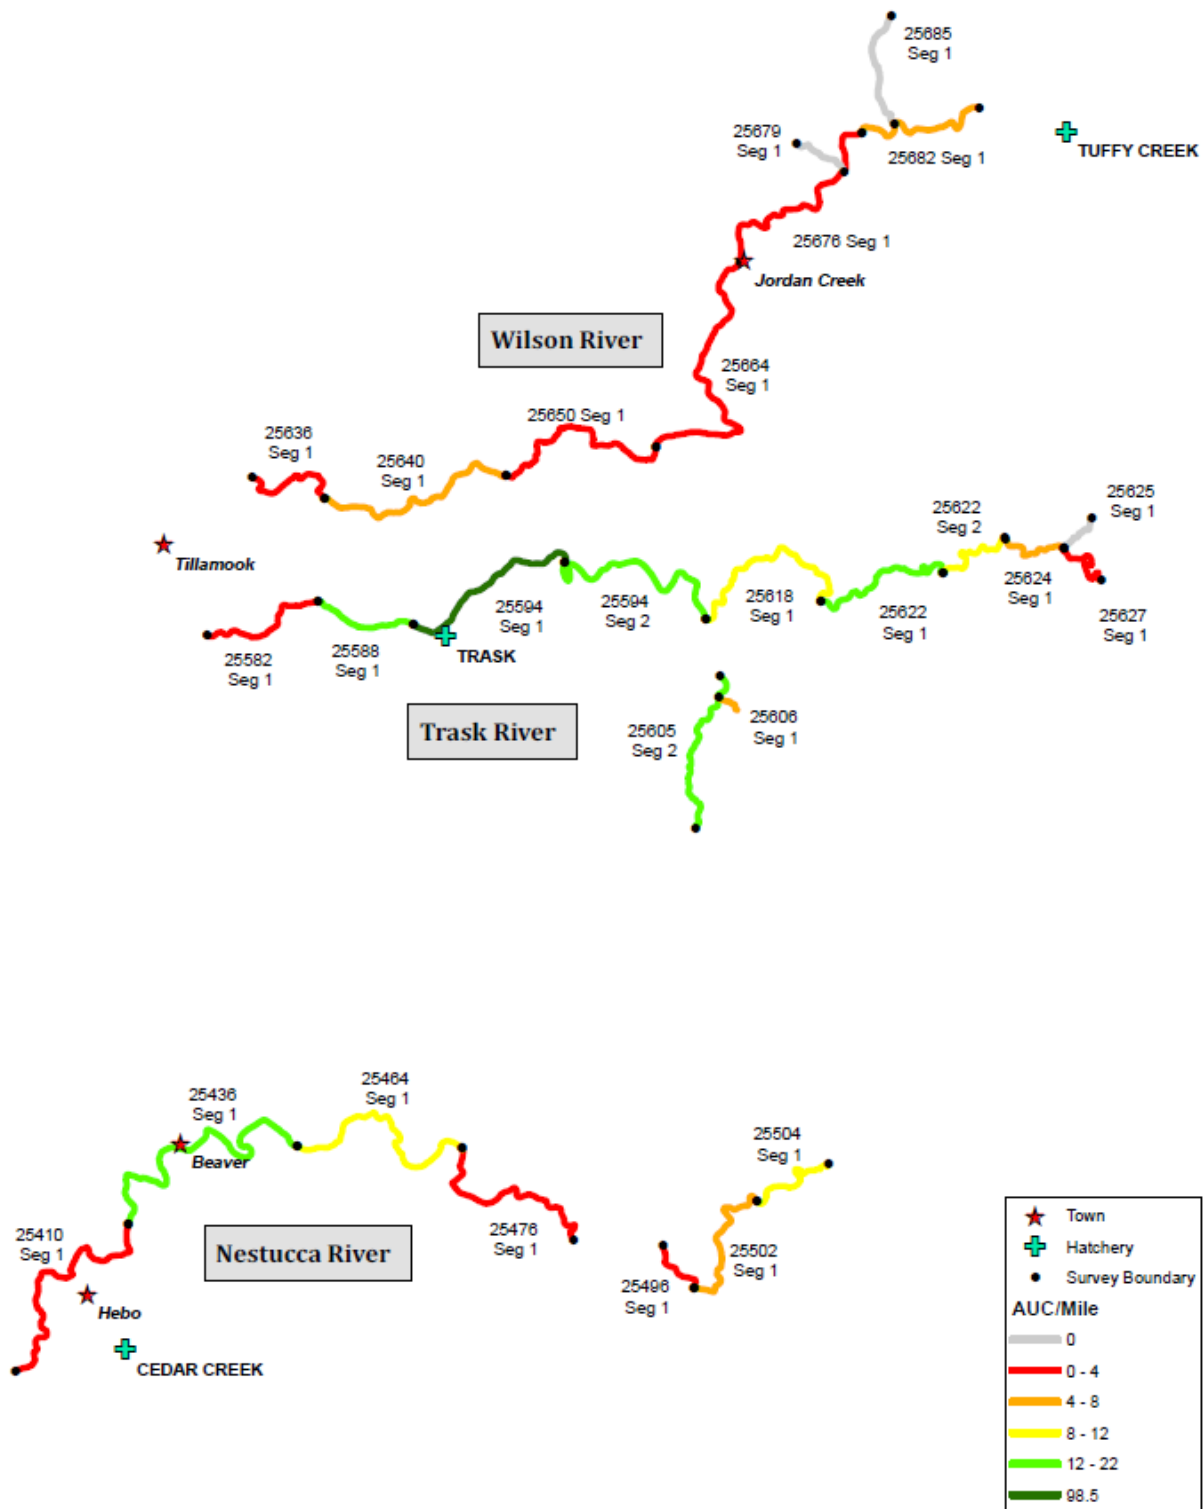 25685
Seg 1
25679
Seg 1
25682 Seg 1
TUFFY CREEK
25676 Seg 1
Jordan Creek
Wilson River
25664
Seg 1
25650 Seg 1
25636
Seg 1
25640
Seg 1
25625
Seg 1
25622
Seg 2
Tillamook
25624
Seg 1
25594
Seg 1
25594
Seg 2
25618
Seg 1
25622
Seg 1
25627
Seg 1
25582
Seg 1
25588
Seg 1
TRASK
Trask River
25605
Seg 2
25606
Seg 1
25436
Seg 1
25464
Seg 1
Beaver
25504
Seg 1
25410
Seg 1
Nestucca River
25476
Seg 1
25502
Seg 1
25496
Seg 1
Hebo
CEDAR CREEK
Town
Hatchery
Survey Boundary
AUC/Mile
0
0 - 4
4 - 8
8 - 12
12 - 22
98.5